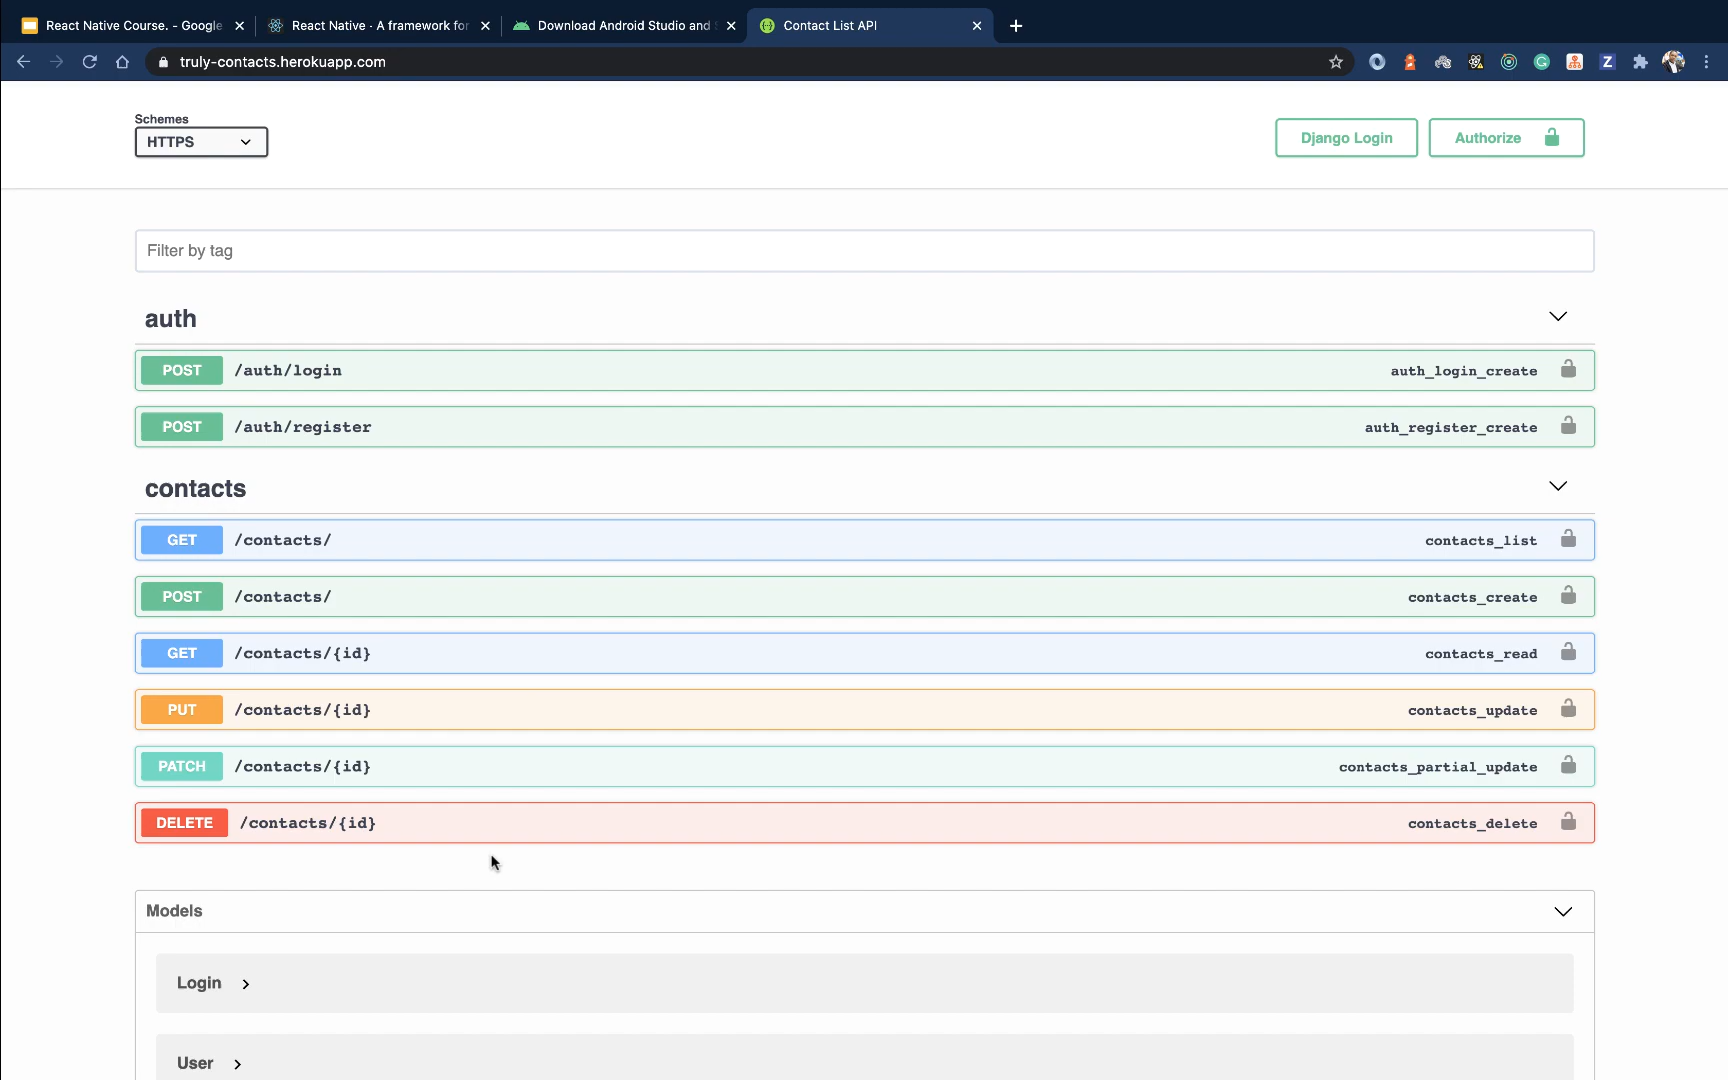 React Native Course. - Google
React Native · A framework for
Download Android Studio and
Contact List API
truly-contacts.herokuapp.com
Schemes
HTTPS
Django Login
Authorize
Filter by tag
auth
POST /auth/login auth_login_create
POST /auth/register auth_register_create
contacts
GET /contacts/ contacts_list
POST /contacts/ contacts_create
GET /contacts/{id} contacts_read
PUT /contacts/{id} contacts_update
PATCH /contacts/{id} contacts_partial_update
DELETE /contacts/{id} contacts_delete
Models
Login
User